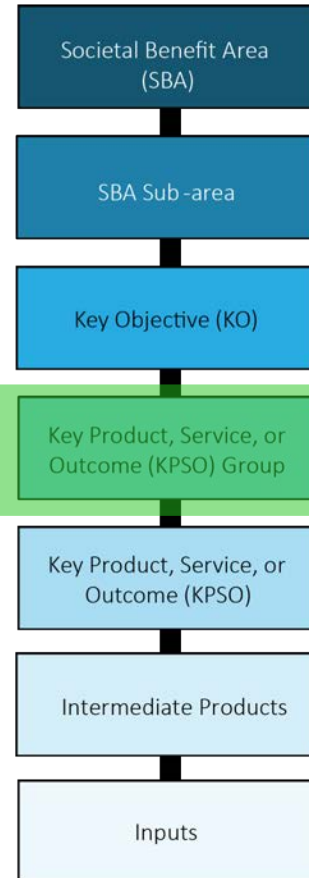 Societal Benefit Area
(SBA)
SBA Sub-area
Key Objective (KO)
Key Product, Service, or
Outcome (KPSO) Group
Key Product, Service, or
Outcome (KPSO)
Intermediate Products
Inputs